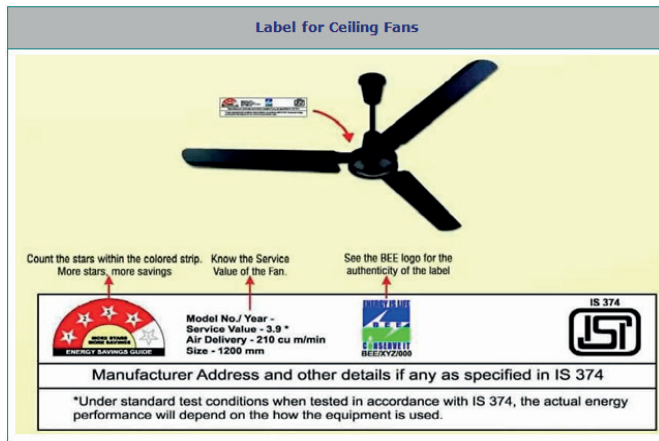 Label for Ceiling Fans
Count the stars within the colored strip.
More stars, more savings
Know the Service
Value of the Fan.
See the BEE logo for the
authenticity of the label
MORE STARS
MORE SAVINGS
ENERGY SAVINGS GUIDE
Model No./ Year -
Service Value - 3.9 *
Air Delivery - 210 cu m/min
Size - 1200 mm
ENERGY IS LIFE
BEE
CONSERVE IT
BEE/XYZ/000
IS 374
ISI
Manufacturer Address and other details if any as specified in IS 374
*Under standard test conditions when tested in accordance with IS 374, the actual energy
performance will depend on the how the equipment is used.